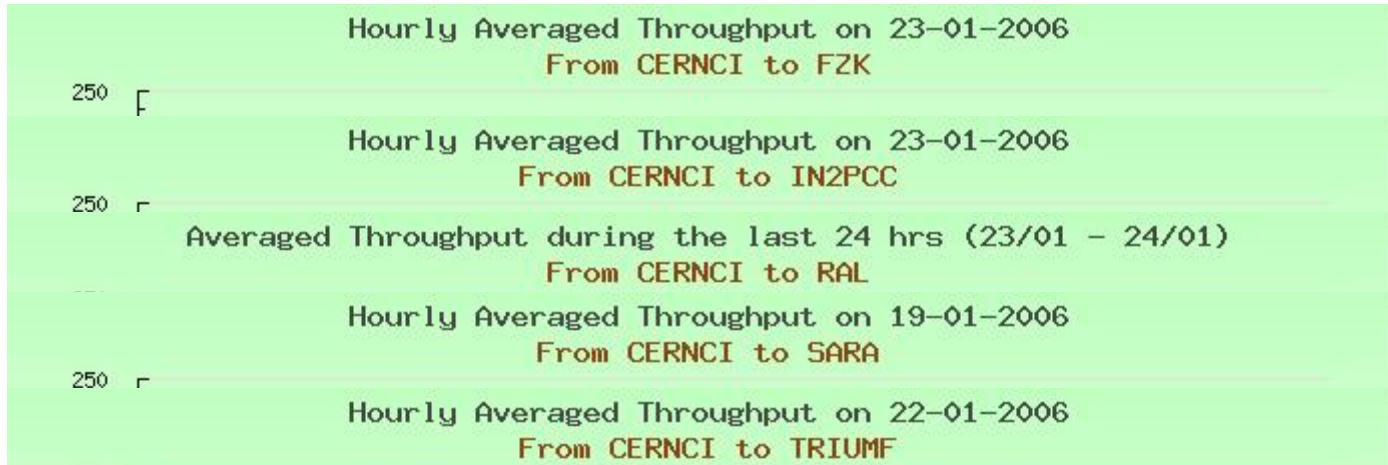 Hourly Averaged Throughput on 23-01-2006
From CERNCI to FZK
250
Hourly Averaged Throughput on 23-01-2006
From CERNCI to IN2PCC
250
Averaged Throughput during the last 24 hrs (23/01 - 24/01)
From CERNCI to RAL
Hourly Averaged Throughput on 19-01-2006
From CERNCI to SARA
250
Hourly Averaged Throughput on 22-01-2006
From CERNCI to TRIUMF